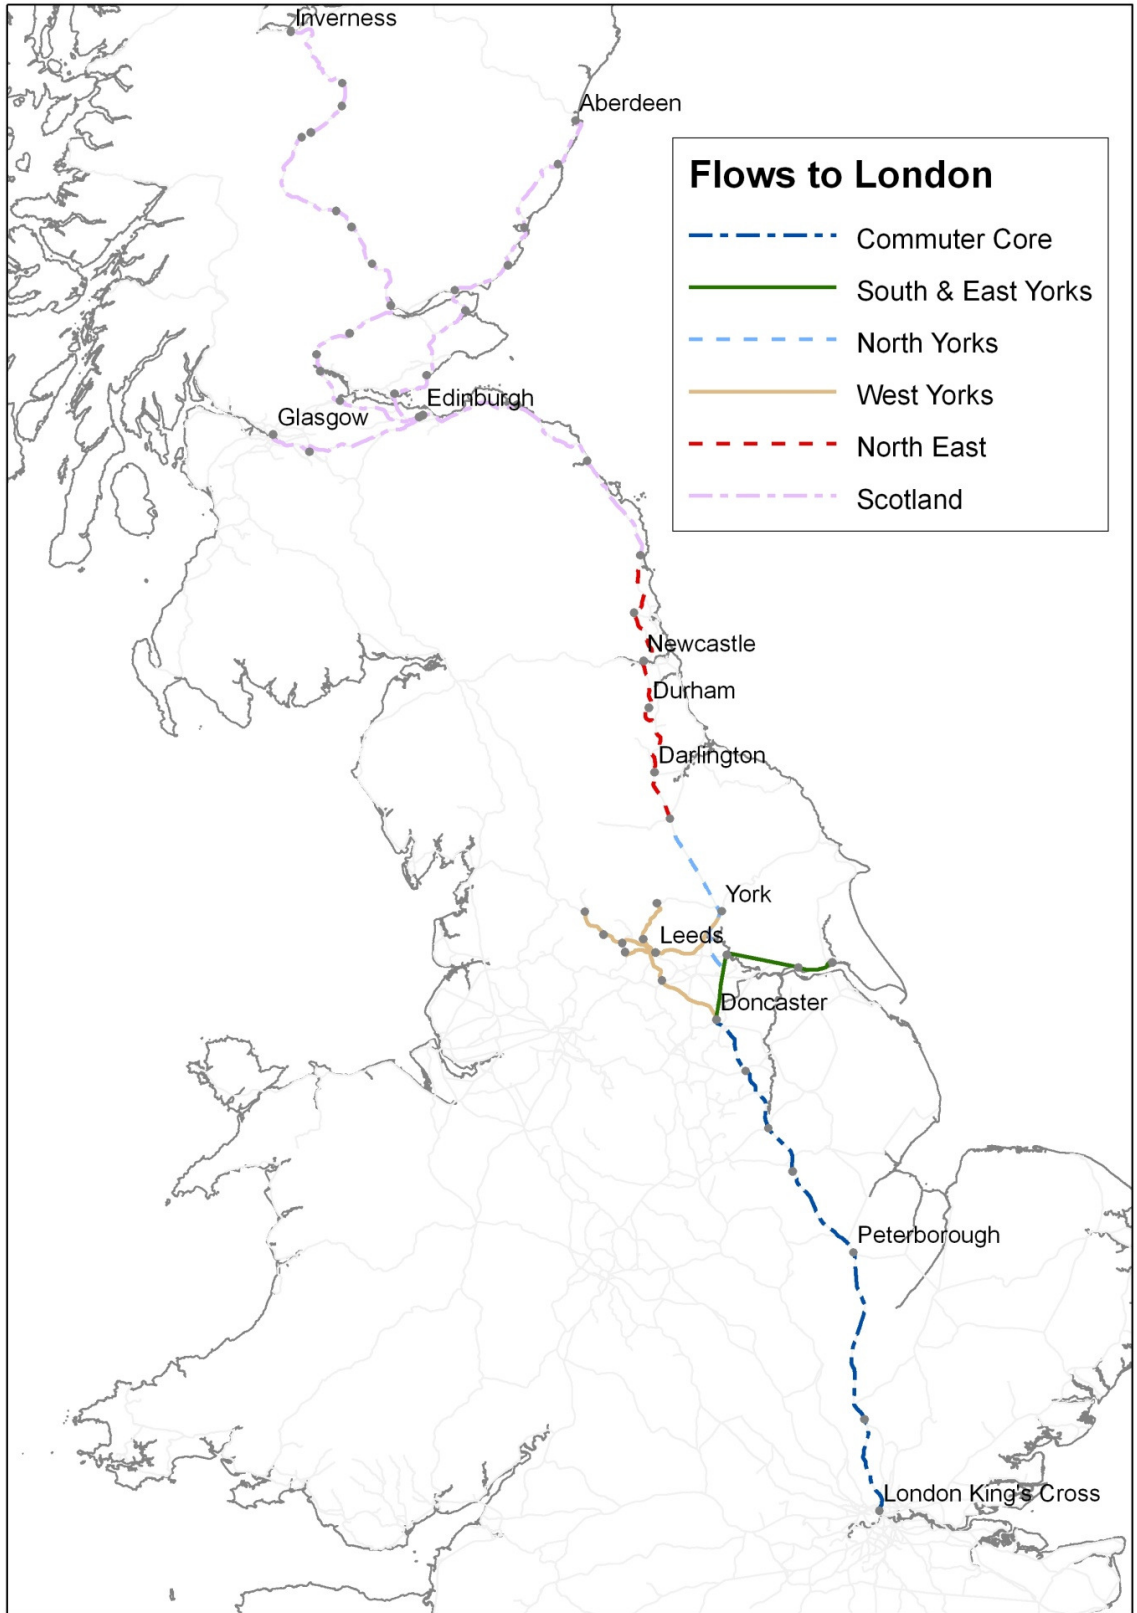 Inverness
Aberdeen
Flows to London
Commuter Core
South & East Yorks
North Yorks
West Yorks
North East
Scotland
Edinburgh
Glasgow
Newcastle
Durham
Darlington
York
Leeds
Doncaster
Peterborough
London King's Cross